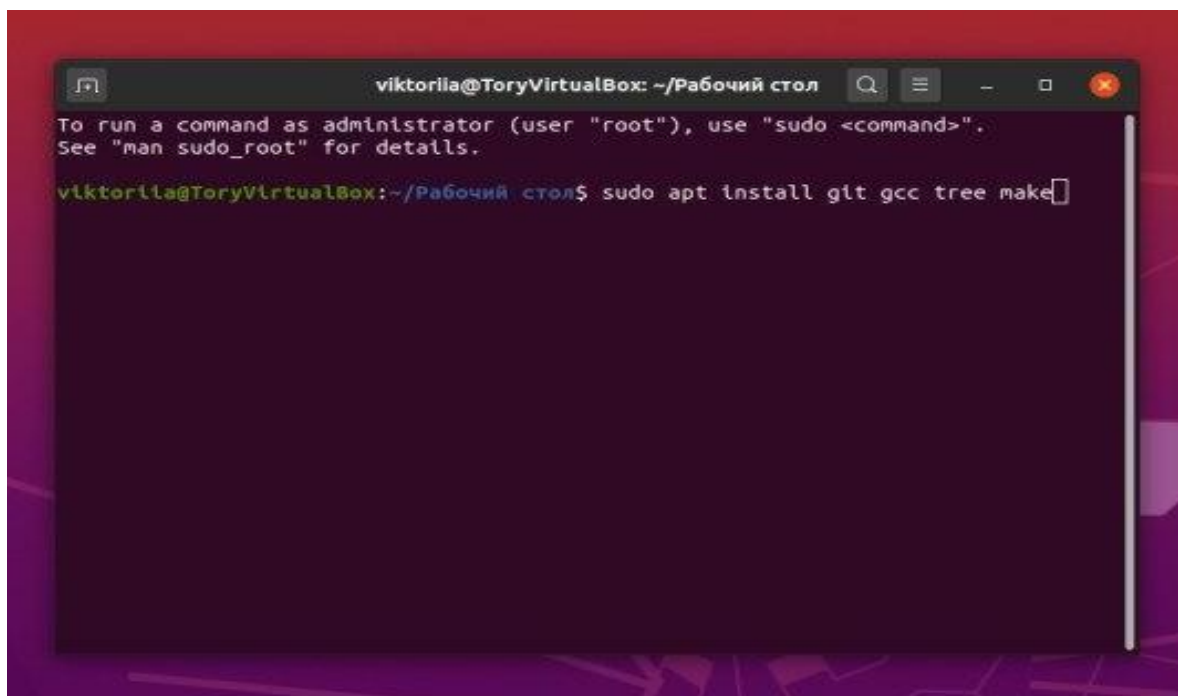 viktoriia@ToryVirtualBox: ~/Рабочий стол
To run a command as administrator (user "root"), use "sudo <command>".
See "man sudo_root" for details.
viktoriia@ToryVirtualBox:~/Рабочий стол$ sudo apt install git gcc tree make